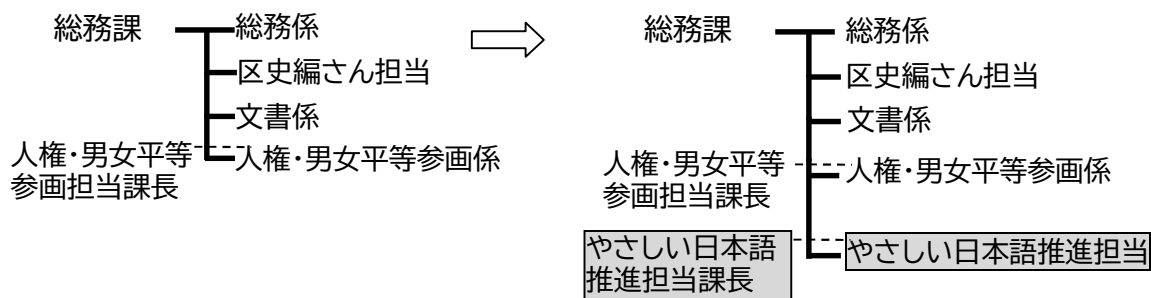 総務課
総務係
区史編さん担当
文書係
人権・男女平等
参画担当課長
人権・男女平等参画係
総務課
総務係
区史編さん担当
文書係
人権・男女平等
参画担当課長
人権・男女平等参画係
やさしい日本語
推進担当課長
やさしい日本語推進担当